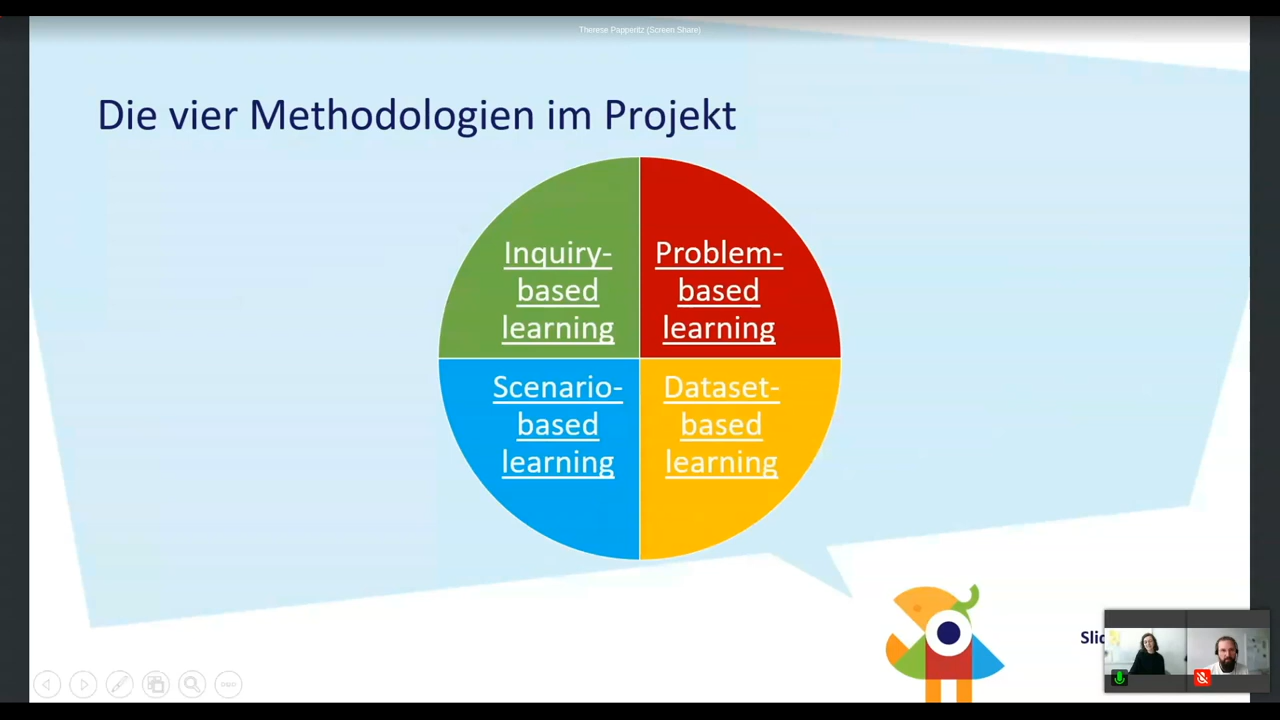 Therese Papperitz (Screen Share)
Die vier Methodologien im Projekt
Inquiry-
based
learning
Problem-
based
learning
Scenario-
based
learning
Dataset-
based
learning